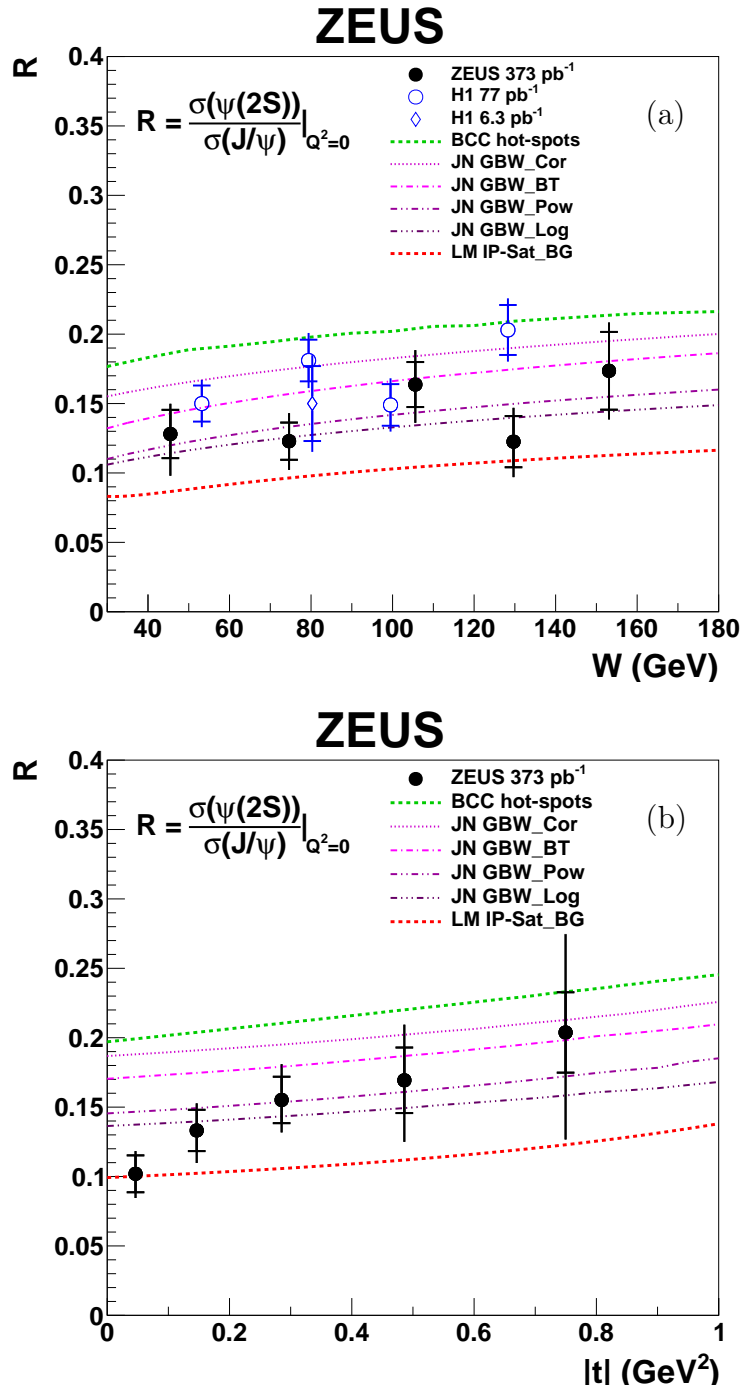 ZEUS
R
0.4
0.35
0.3
0.25
0.2
0.15
0.1
0.05
0
R = σ(ψ(2S)) / σ(J/ψ) |Q²=0
ZEUS 373 pb⁻¹
H1 77 pb⁻¹
H1 6.3 pb⁻¹
BCC hot-spots
JN GBW_Cor
JN GBW_BT
JN GBW_Pow
JN GBW_Log
LM IP-Sat_BG
(a)
40 60 80 100 120 140 160 180
W (GeV)
ZEUS
R
0.4
0.35
0.3
0.25
0.2
0.15
0.1
0.05
0
R = σ(ψ(2S)) / σ(J/ψ) |Q²=0
ZEUS 373 pb⁻¹
BCC hot-spots
JN GBW_Cor
JN GBW_BT
JN GBW_Pow
JN GBW_Log
LM IP-Sat_BG
(b)
0 0.2 0.4 0.6 0.8 1
|t| (GeV²)